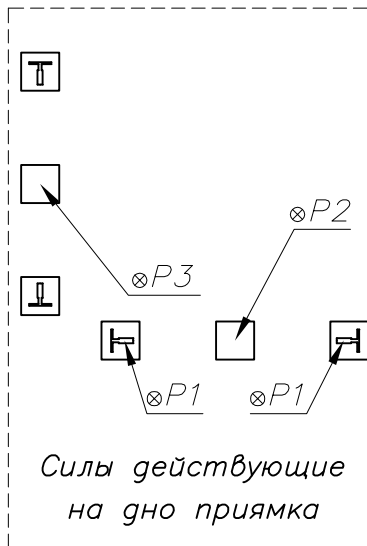 ⊗P2
⊗P3
⊗P1 ⊗P1
Силы действующие
на дно приямка